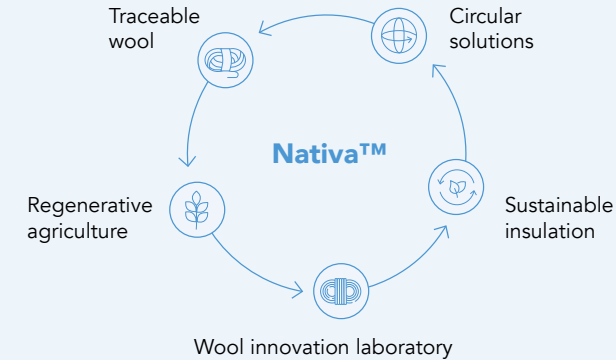 Traceable
wool
Circular
solutions
Nativa™
Regenerative
agriculture
Sustainable
insulation
Wool innovation laboratory